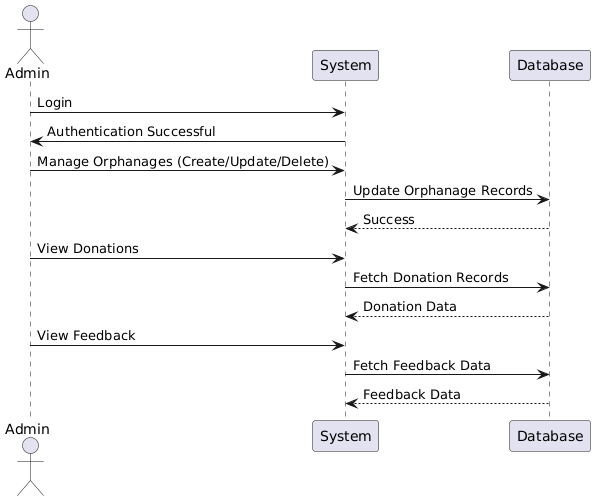 Admin
System
Database
Login
Authentication Successful
Manage Orphanages (Create/Update/Delete)
Update Orphanage Records
Success
View Donations
Fetch Donation Records
Donation Data
View Feedback
Fetch Feedback Data
Feedback Data
Admin
System
Database